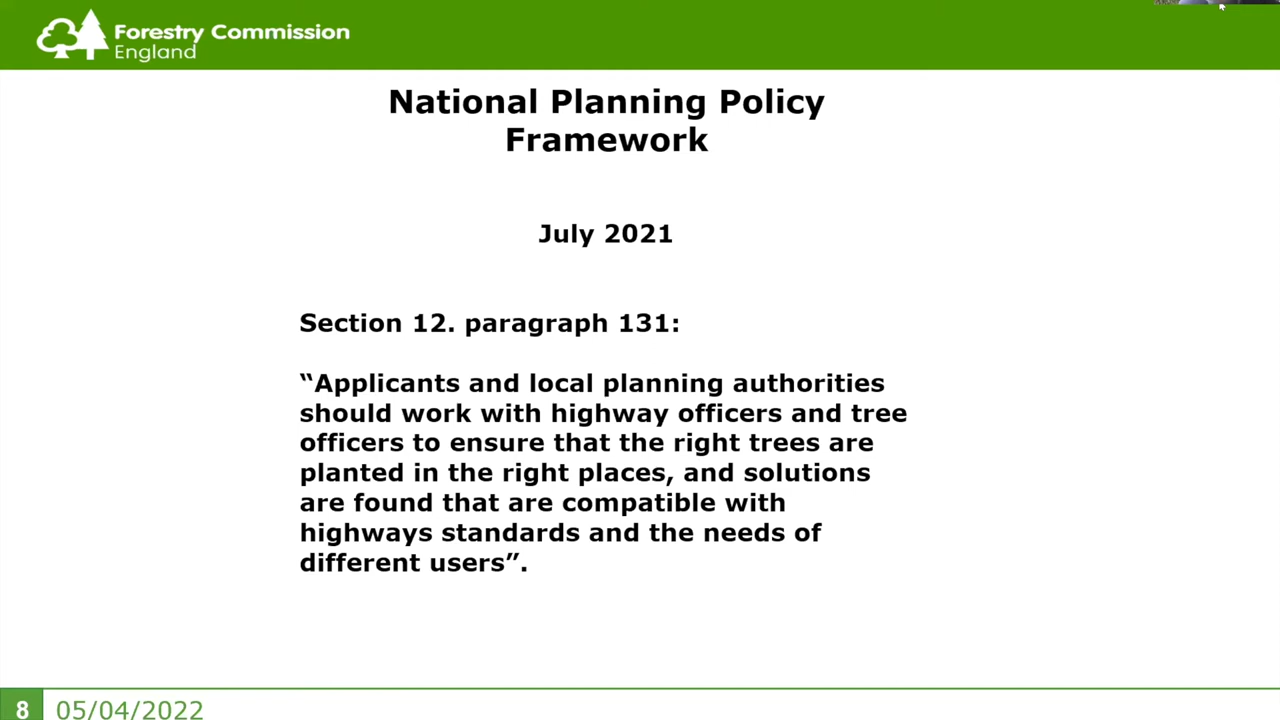 Forestry Commission
England
National Planning Policy
Framework
July 2021
Section 12. paragraph 131:
“Applicants and local planning authorities
should work with highway officers and tree
officers to ensure that the right trees are
planted in the right places, and solutions
are found that are compatible with
highways standards and the needs of
different users”.
8 05/04/2022